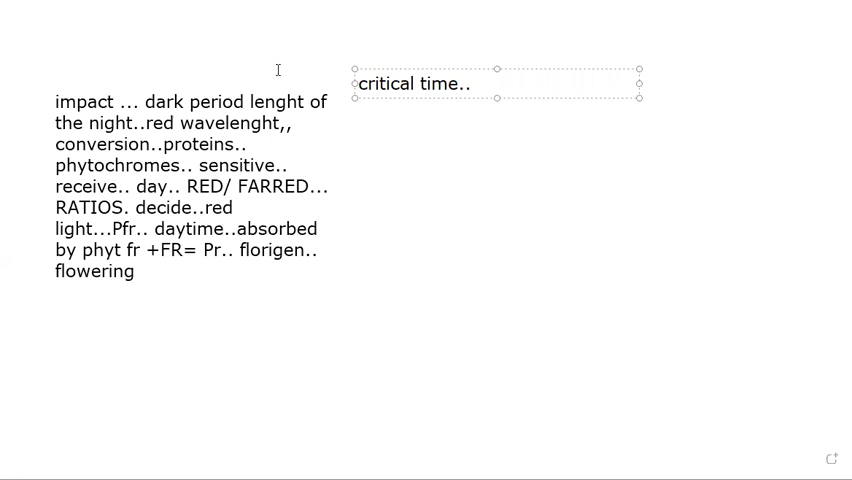 critical time..
impact ... dark period lenght of
the night..red wavelenght,,
conversion..proteins..
phytochromes.. sensitive..
receive.. day.. RED/ FARRED...
RATIOS. decide..red
light...Pfr.. daytime..absorbed
by phyt fr +FR= Pr.. florigen..
flowering